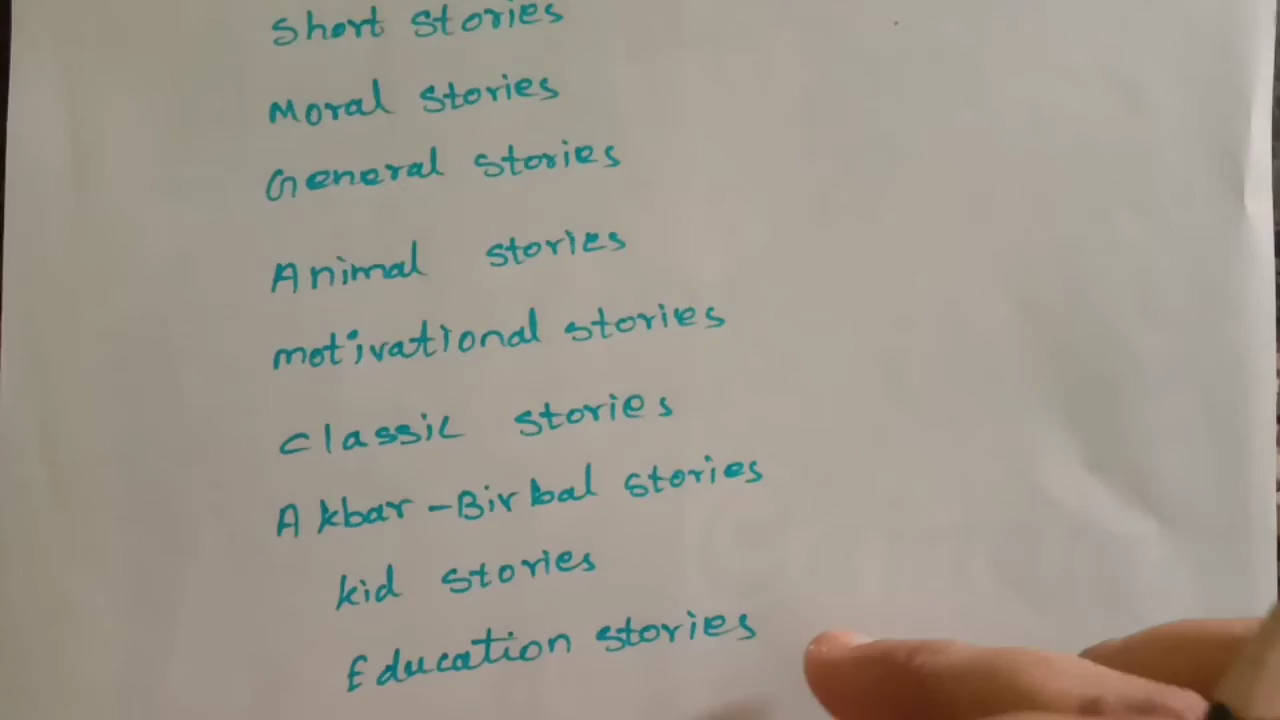 Short stories
Moral stories
General stories
Animal stories
motivational stories
classic stories
Akbar-Birbal stories
kid stories
Education stories